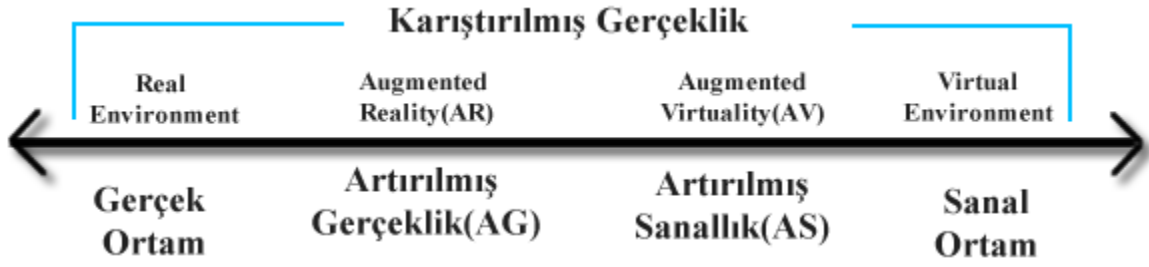 Karıştırılmış Gerçeklik
Real
Environment
Augmented
Reality(AR)
Augmented
Virtuality(AV)
Virtual
Environment
Gerçek
Ortam
Artırılmış
Gerçeklik(AG)
Artırılmış
Sanallık(AS)
Sanal
Ortam